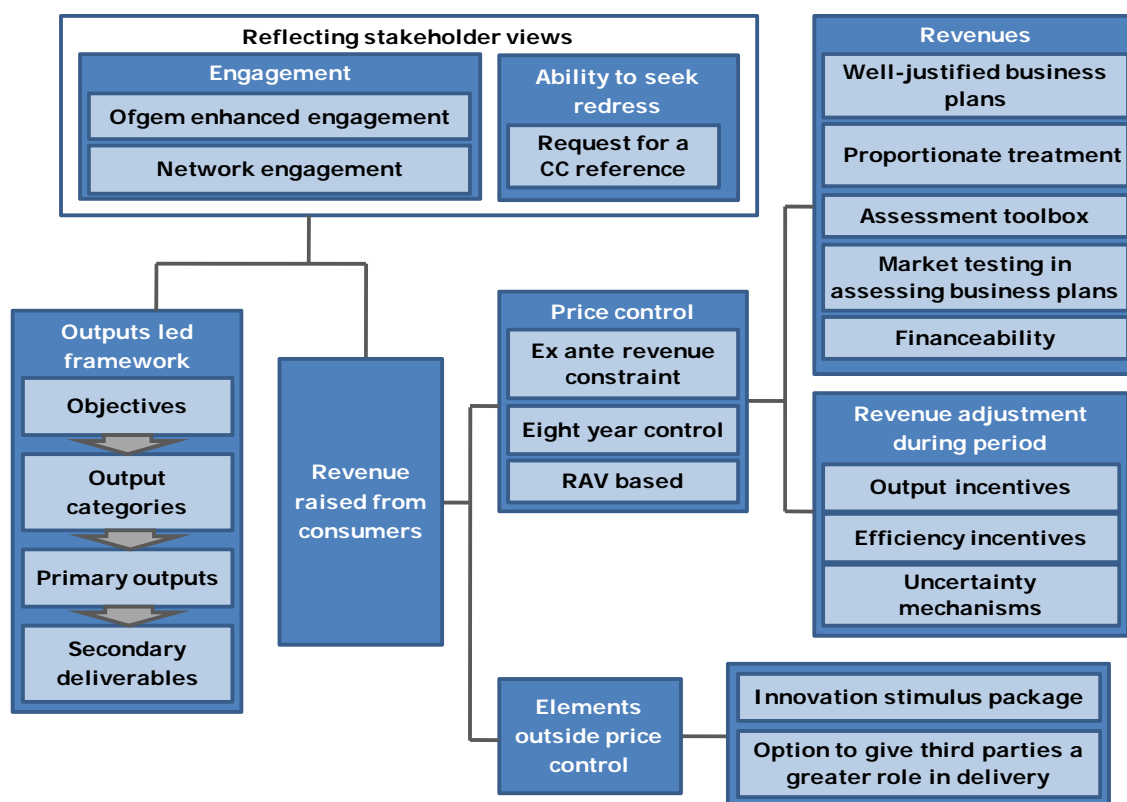 Reflecting stakeholder views
Engagement
Ofgem enhanced engagement
Network engagement
Ability to seek
redress
Request for a
CC reference
Outputs led
framework
Objectives
Output
categories
Primary outputs
Secondary
deliverables
Revenue
raised from
consumers
Price control
Ex ante revenue
constraint
Eight year control
RAV based
Elements
outside price
control
Revenues
Well-justified business
plans
Proportionate treatment
Assessment toolbox
Market testing in
assessing business plans
Financeability
Revenue adjustment
during period
Output incentives
Efficiency incentives
Uncertainty
mechanisms
Innovation stimulus package
Option to give third parties a
greater role in delivery